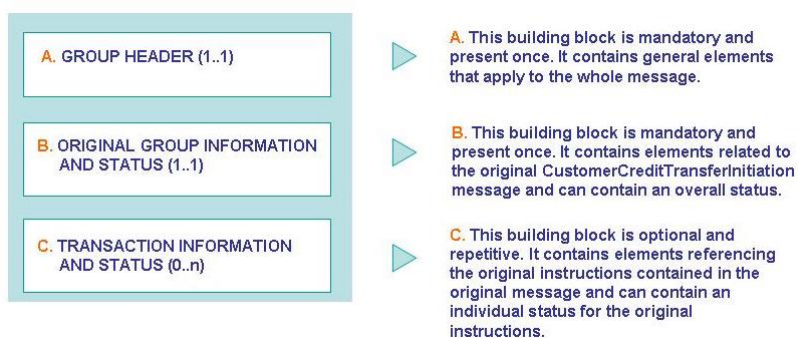 A. GROUP HEADER (1..1)
A. This building block is mandatory and
present once. It contains general elements
that apply to the whole message.
B. ORIGINAL GROUP INFORMATION
AND STATUS (1..1)
B. This building block is mandatory and
present once. It contains elements related to
the original CustomerCreditTransferInitiation
message and can contain an overall status.
C. TRANSACTION INFORMATION
AND STATUS (0..n)
C. This building block is optional and
repetitive. It contains elements referencing
the original instructions contained in the
original message and can contain an
individual status for the original
instructions.